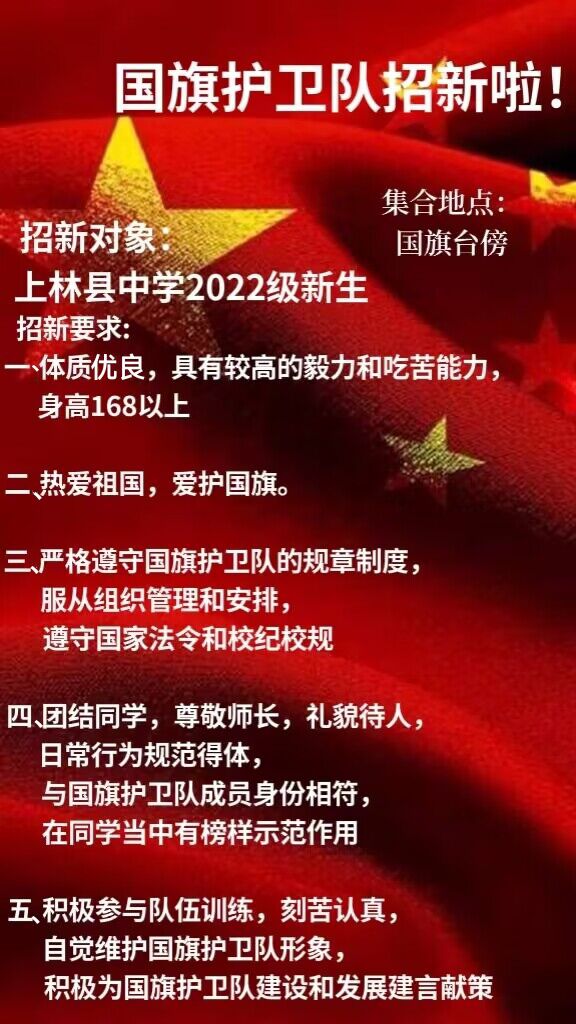 国旗护卫队招新啦！
集合地点：
国旗台傍
招新对象：
上林县中学2022级新生
招新要求:
一、体质优良，具有较高的毅力和吃苦能力，
身高168以上
二、热爱祖国，爱护国旗。
三、严格遵守国旗护卫队的规章制度，
服从组织管理和安排，
遵守国家法令和校纪校规
四、团结同学，尊敬师长，礼貌待人，
日常行为规范得体，
与国旗护卫队成员身份相符，
在同学当中有榜样示范作用
五、积极参与队伍训练，刻苦认真，
自觉维护国旗护卫队形象，
积极为国旗护卫队建设和发展建言献策